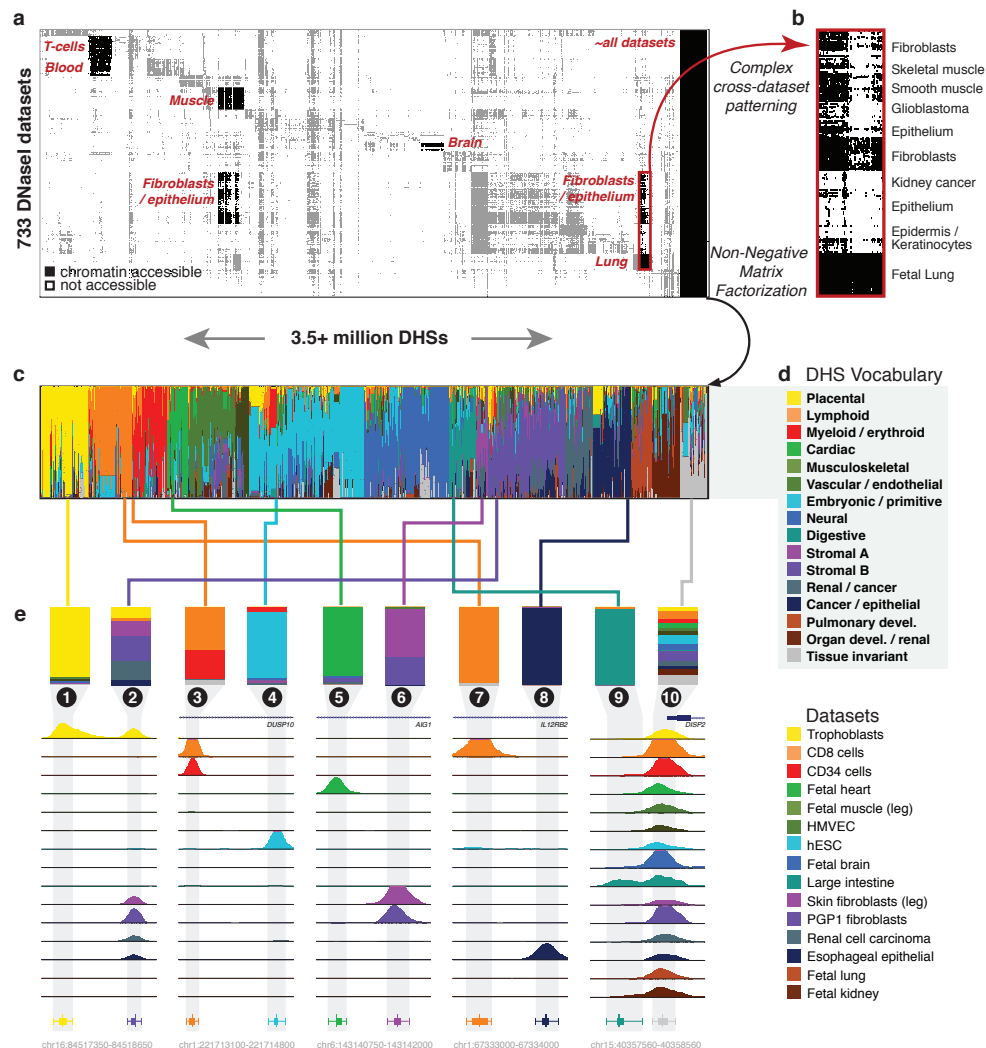 a
b
733 DNaseI datasets
T-cells
Blood
Muscle
Fibroblasts
/ epithelium
Brain
Fibroblasts
/ epithelium
Lung
~all datasets
chromatin accessible
not accessible
Complex
cross-dataset
patterning
Non-Negative
Matrix
Factorization
Fibroblasts
Skeletal muscle
Smooth muscle
Glioblastoma
Epithelium
Fibroblasts
Kidney cancer
Epithelium
Epidermis /
Keratinocytes
Fetal Lung
3.5+ million DHSs
c
d DHS Vocabulary
Placental
Lymphoid
Myeloid / erythroid
Cardiac
Musculoskeletal
Vascular / endothelial
Embryonic / primitive
Neural
Digestive
Stromal A
Stromal B
Renal / cancer
Cancer / epithelial
Pulmonary devel.
Organ devel. / renal
Tissue invariant
e
1 2 3 4 5 6 7 8 9 10
DUSP10
AIG1
IL12RB2
DISP2
Datasets
Trophoblasts
CD8 cells
CD34 cells
Fetal heart
Fetal muscle (leg)
HMVEC
hESC
Fetal brain
Large intestine
Skin fibroblasts (leg)
PGP1 fibroblasts
Renal cell carcinoma
Esophageal epithelial
Fetal lung
Fetal kidney
chr16:84517350-84518650
chr1:221713100-221714800
chr6:143140750-143142000
chr1:67333000-67334000
chr15:40357560-40358560